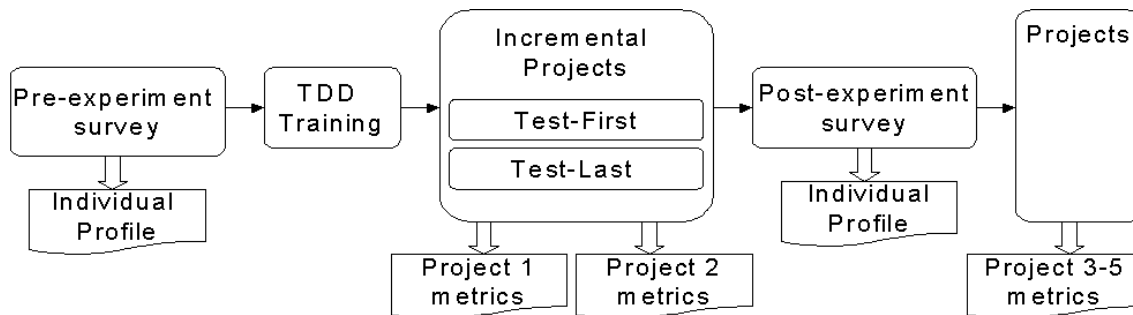 Pre-experiment
survey
Individual
Profile
TDD
Training
Incremental
Projects
Test-First
Test-Last
Project 1
metrics
Project 2
metrics
Post-experiment
survey
Individual
Profile
Projects
Project 3-5
metrics